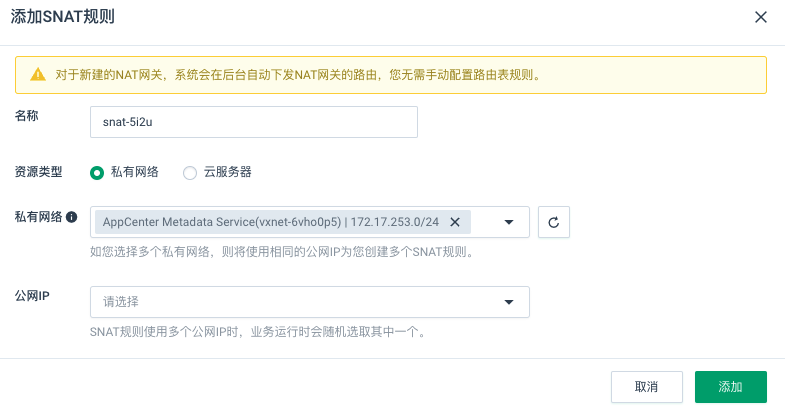 添加SNAT规则
对于新建的NAT网关，系统会在后台自动下发NAT网关的路由，您无需手动配置路由表规则。
名称
snat-5i2u
资源类型
私有网络
云服务器
私有网络
AppCenter Metadata Service(vxnet-6vho0p5) | 172.17.253.0/24
如您选择多个私有网络，则将使用相同的公网IP为您创建多个SNAT规则。
公网IP
请选择
SNAT规则使用多个公网IP时，业务运行时会随机选取其中一个。
取消
添加